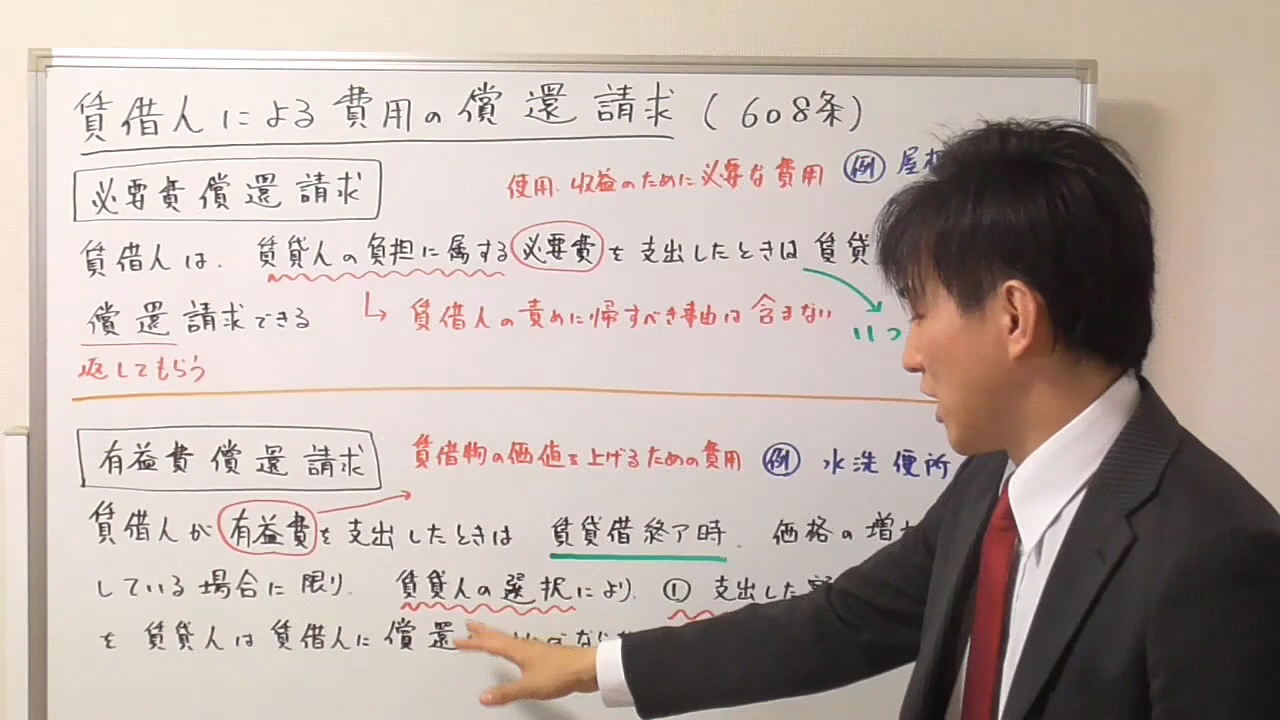 賃借人による費用の償還請求(608条)
必要費償還請求
使用.収益のために必要な費用 例 屋根
賃借人は. 賃貸人の負担に属する必要費を支出したときは 賃貸
償還請求できる
↳ 賃借人の責めに帰すべき事由は含まない
いつ
返してもらう
有益費償還請求
賃借物の価値を上げるための費用 例 水洗便所
賃借人が有益費を支出したときは 賃貸借終了時. 価格の増
している場合に限り. 賃貸人の選択により. ① 支出した
を賃貸人は賃借人に償還